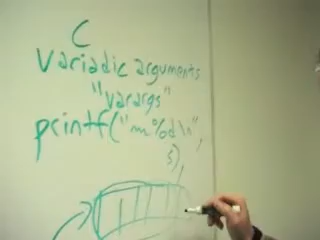 C
Variadic arguments
"varargs"
printf("m%d\n",
5),